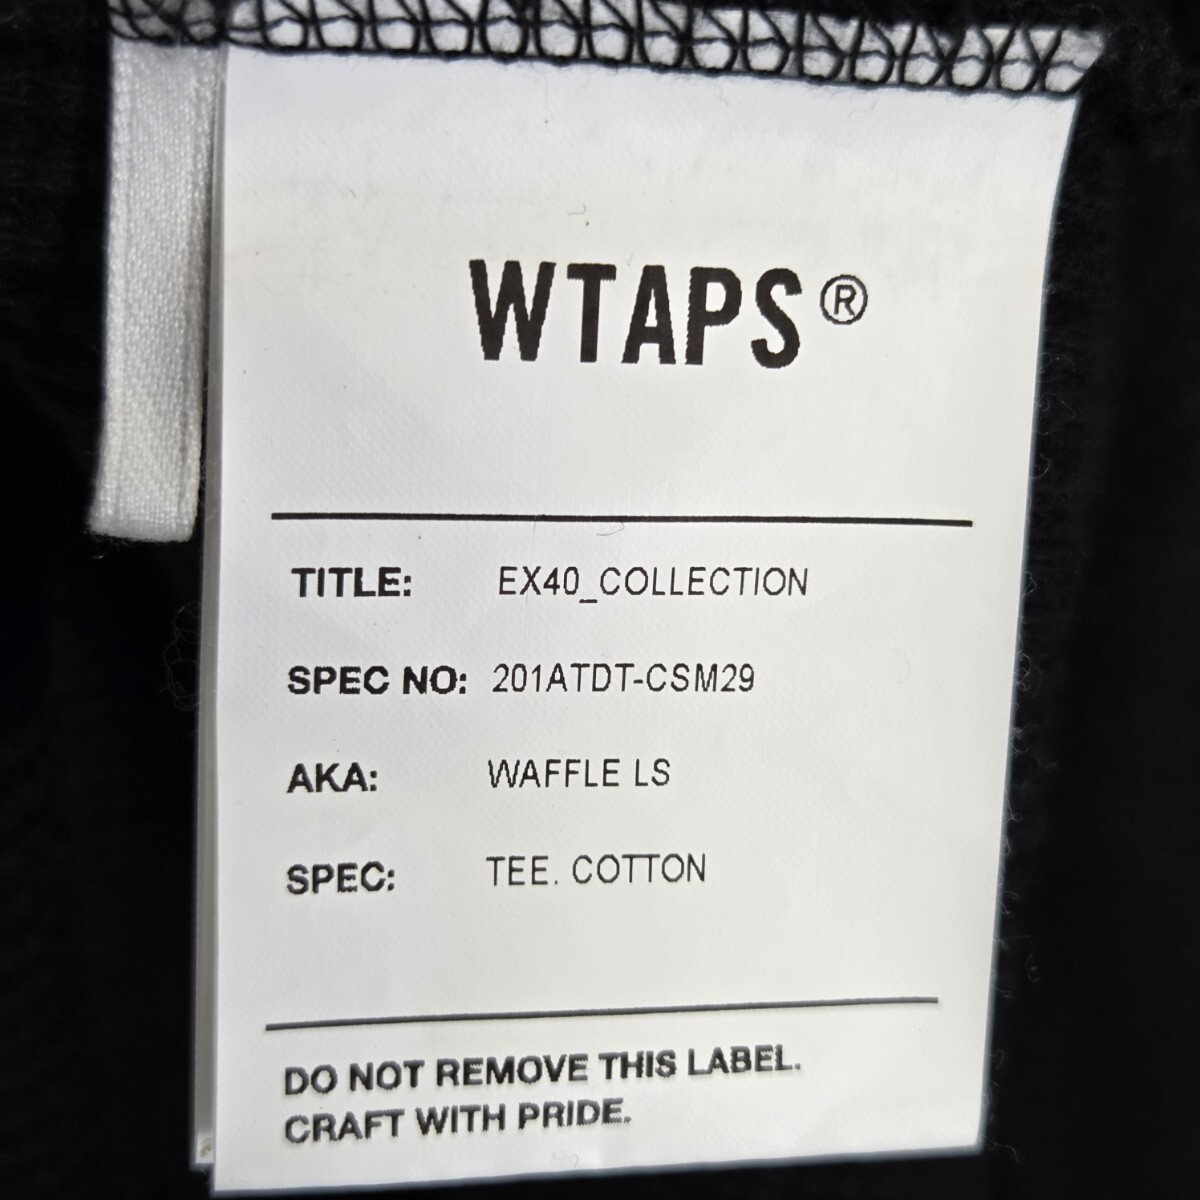 WTAPS®
TITLE: EX40_COLLECTION
SPEC NO: 201ATDT-CSM29
AKA: WAFFLE LS
SPEC: TEE. COTTON
DO NOT REMOVE THIS LABEL.
CRAFT WITH PRIDE.